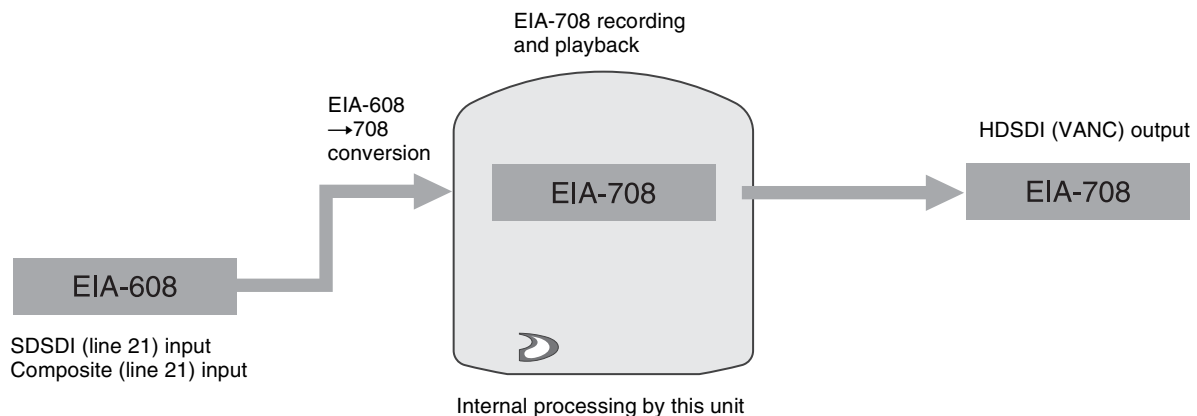 EIA-708 recording
and playback
EIA-608
→708
conversion
HDSDI (VANC) output
EIA-708
EIA-708
EIA-608
SDSDI (line 21) input
Composite (line 21) input
Internal processing by this unit